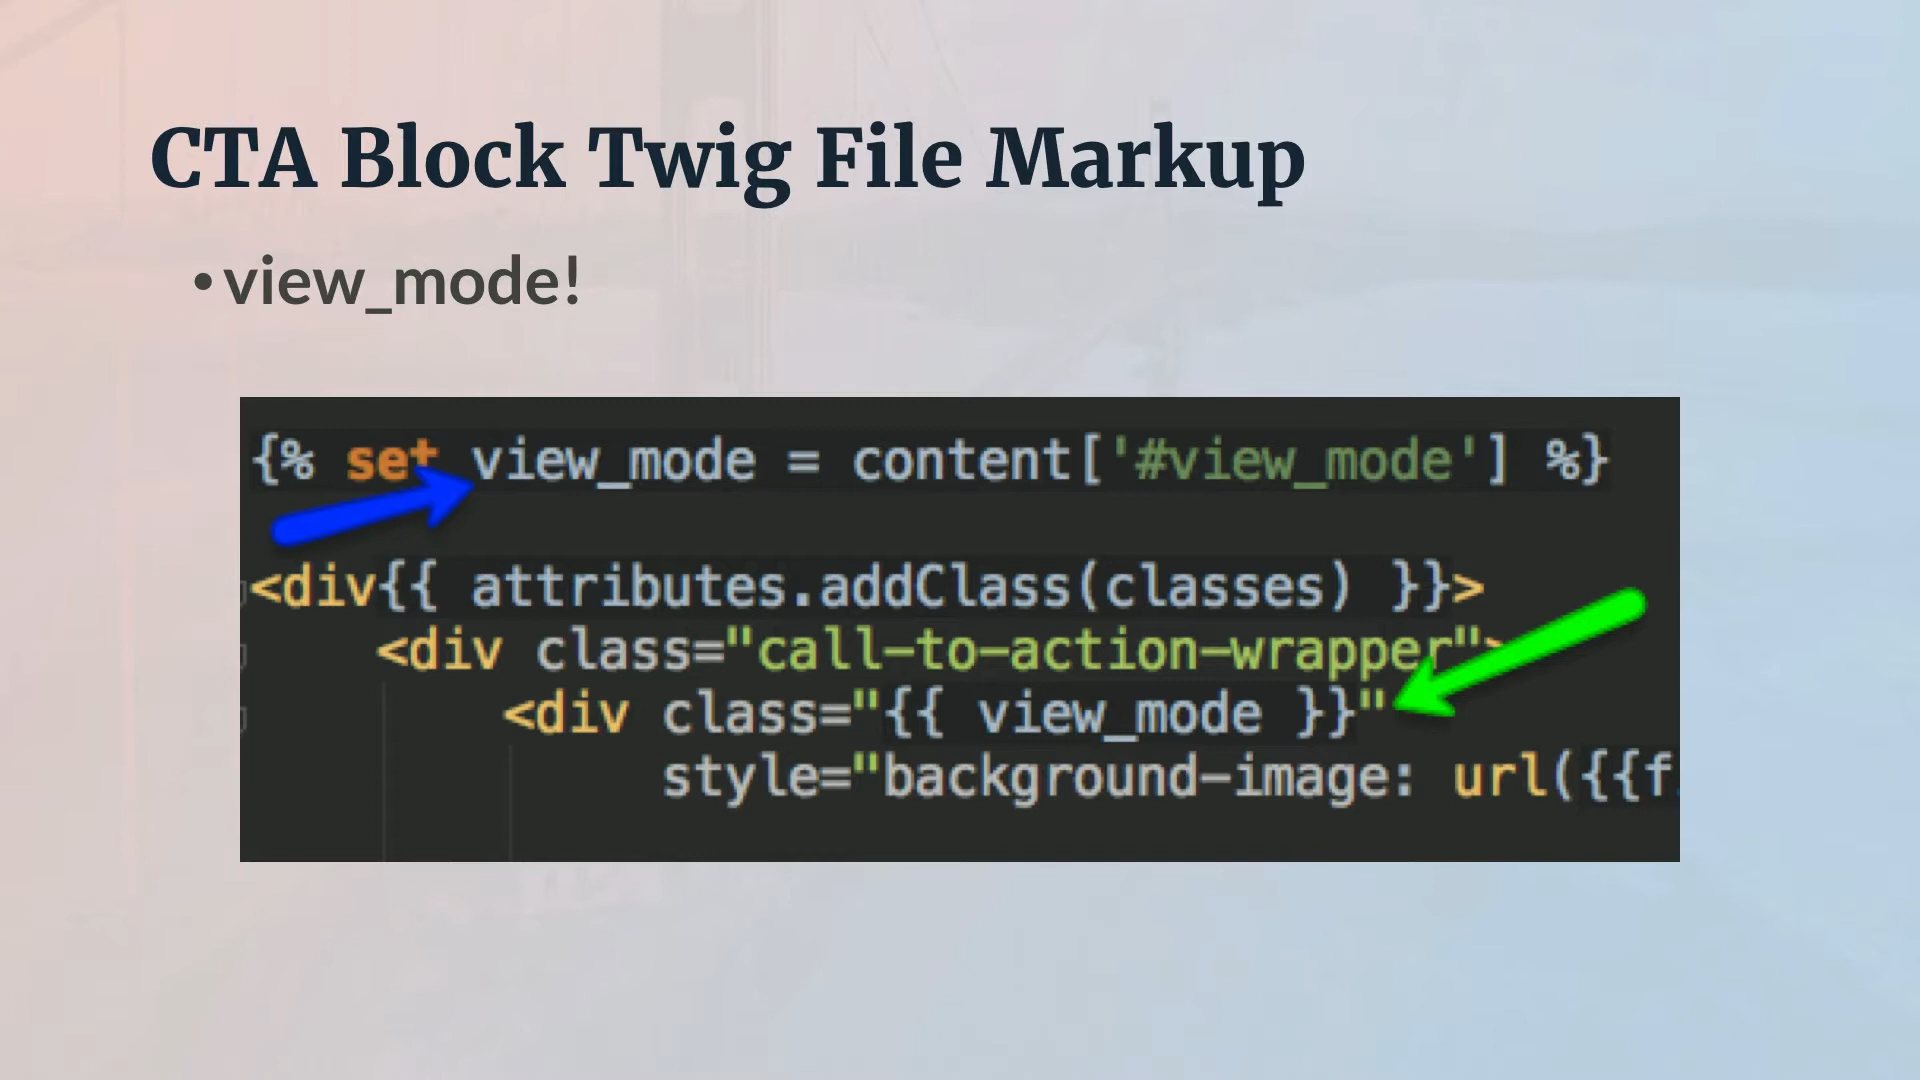 CTA Block Twig File Markup
•view_mode!
{% set view_mode = content['#view_mode'] %}
<div{{ attributes.addClass(classes) }}>
<div class="call-to-action-wrapper">
<div class="{{ view_mode }}"
style="background-image: url({{f